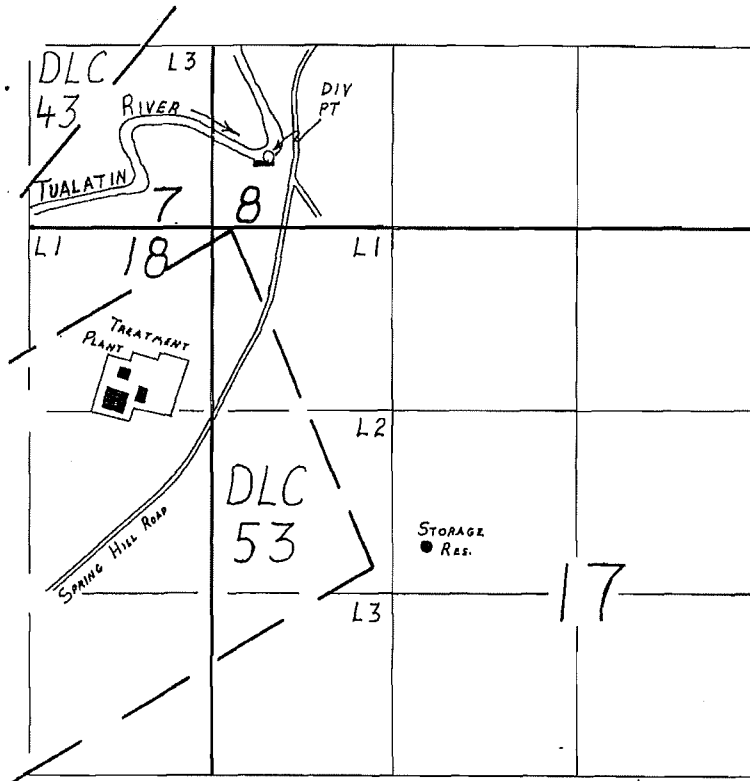 DLC
43
L3
DIV
PT
RIVER
TUALATIN
7
8
L1
18
L1
TREATMENT
PLANT
L2
DLC
53
STORAGE
RES.
SPRING HILL ROAD
17
L3